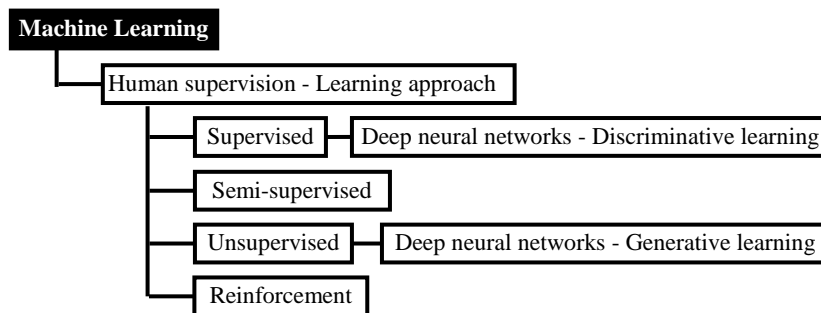 Machine Learning
Human supervision - Learning approach
Supervised
Deep neural networks - Discriminative learning
Semi-supervised
Unsupervised
Deep neural networks - Generative learning
Reinforcement